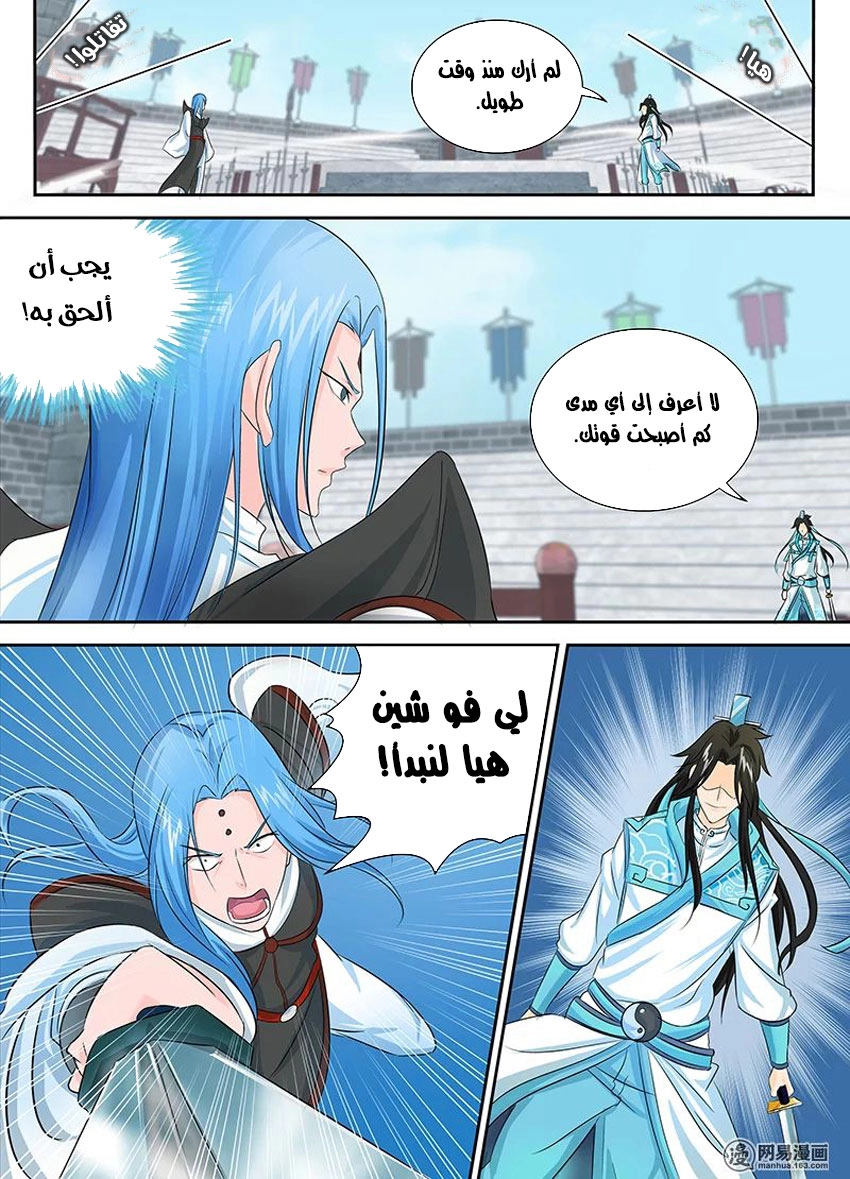 هيا!
تقاتلوا!
لم أرك منذ وقت
طويل.
يجب أن
ألحق به!
لا أعرف إلى أي مدى
كم أصبحت قوتك.
لي فو شين
هيا لنبدأ!
网易漫画
manhua.163.com